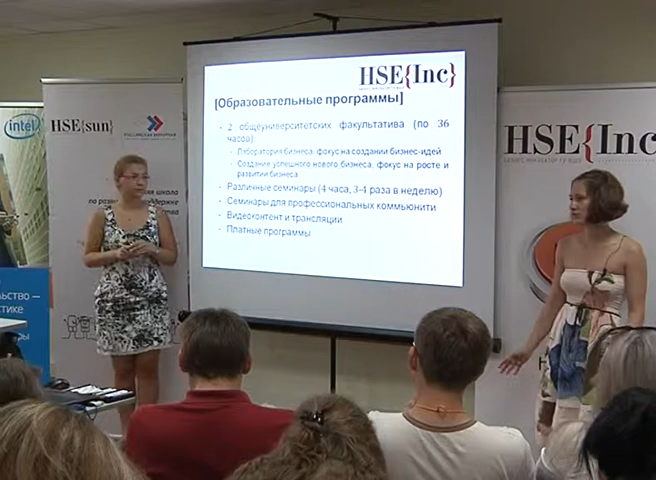 HSE{Inc}
[Образовательные программы]
- 2 общеуниверситетских факультатива (по 36
часов):
- Лаборатория бизнеса, фокус на создании бизнес-идей
- Создание успешного нового бизнеса, фокус на росте и
развитии бизнеса
- Различные семинары (4 часа, 3-4 раза в неделю)
- Семинары для профессиональных коммьюнити
- Видеоконтент и трансляции
- Платные программы
intel
HSE{sun}
HSE{Inc